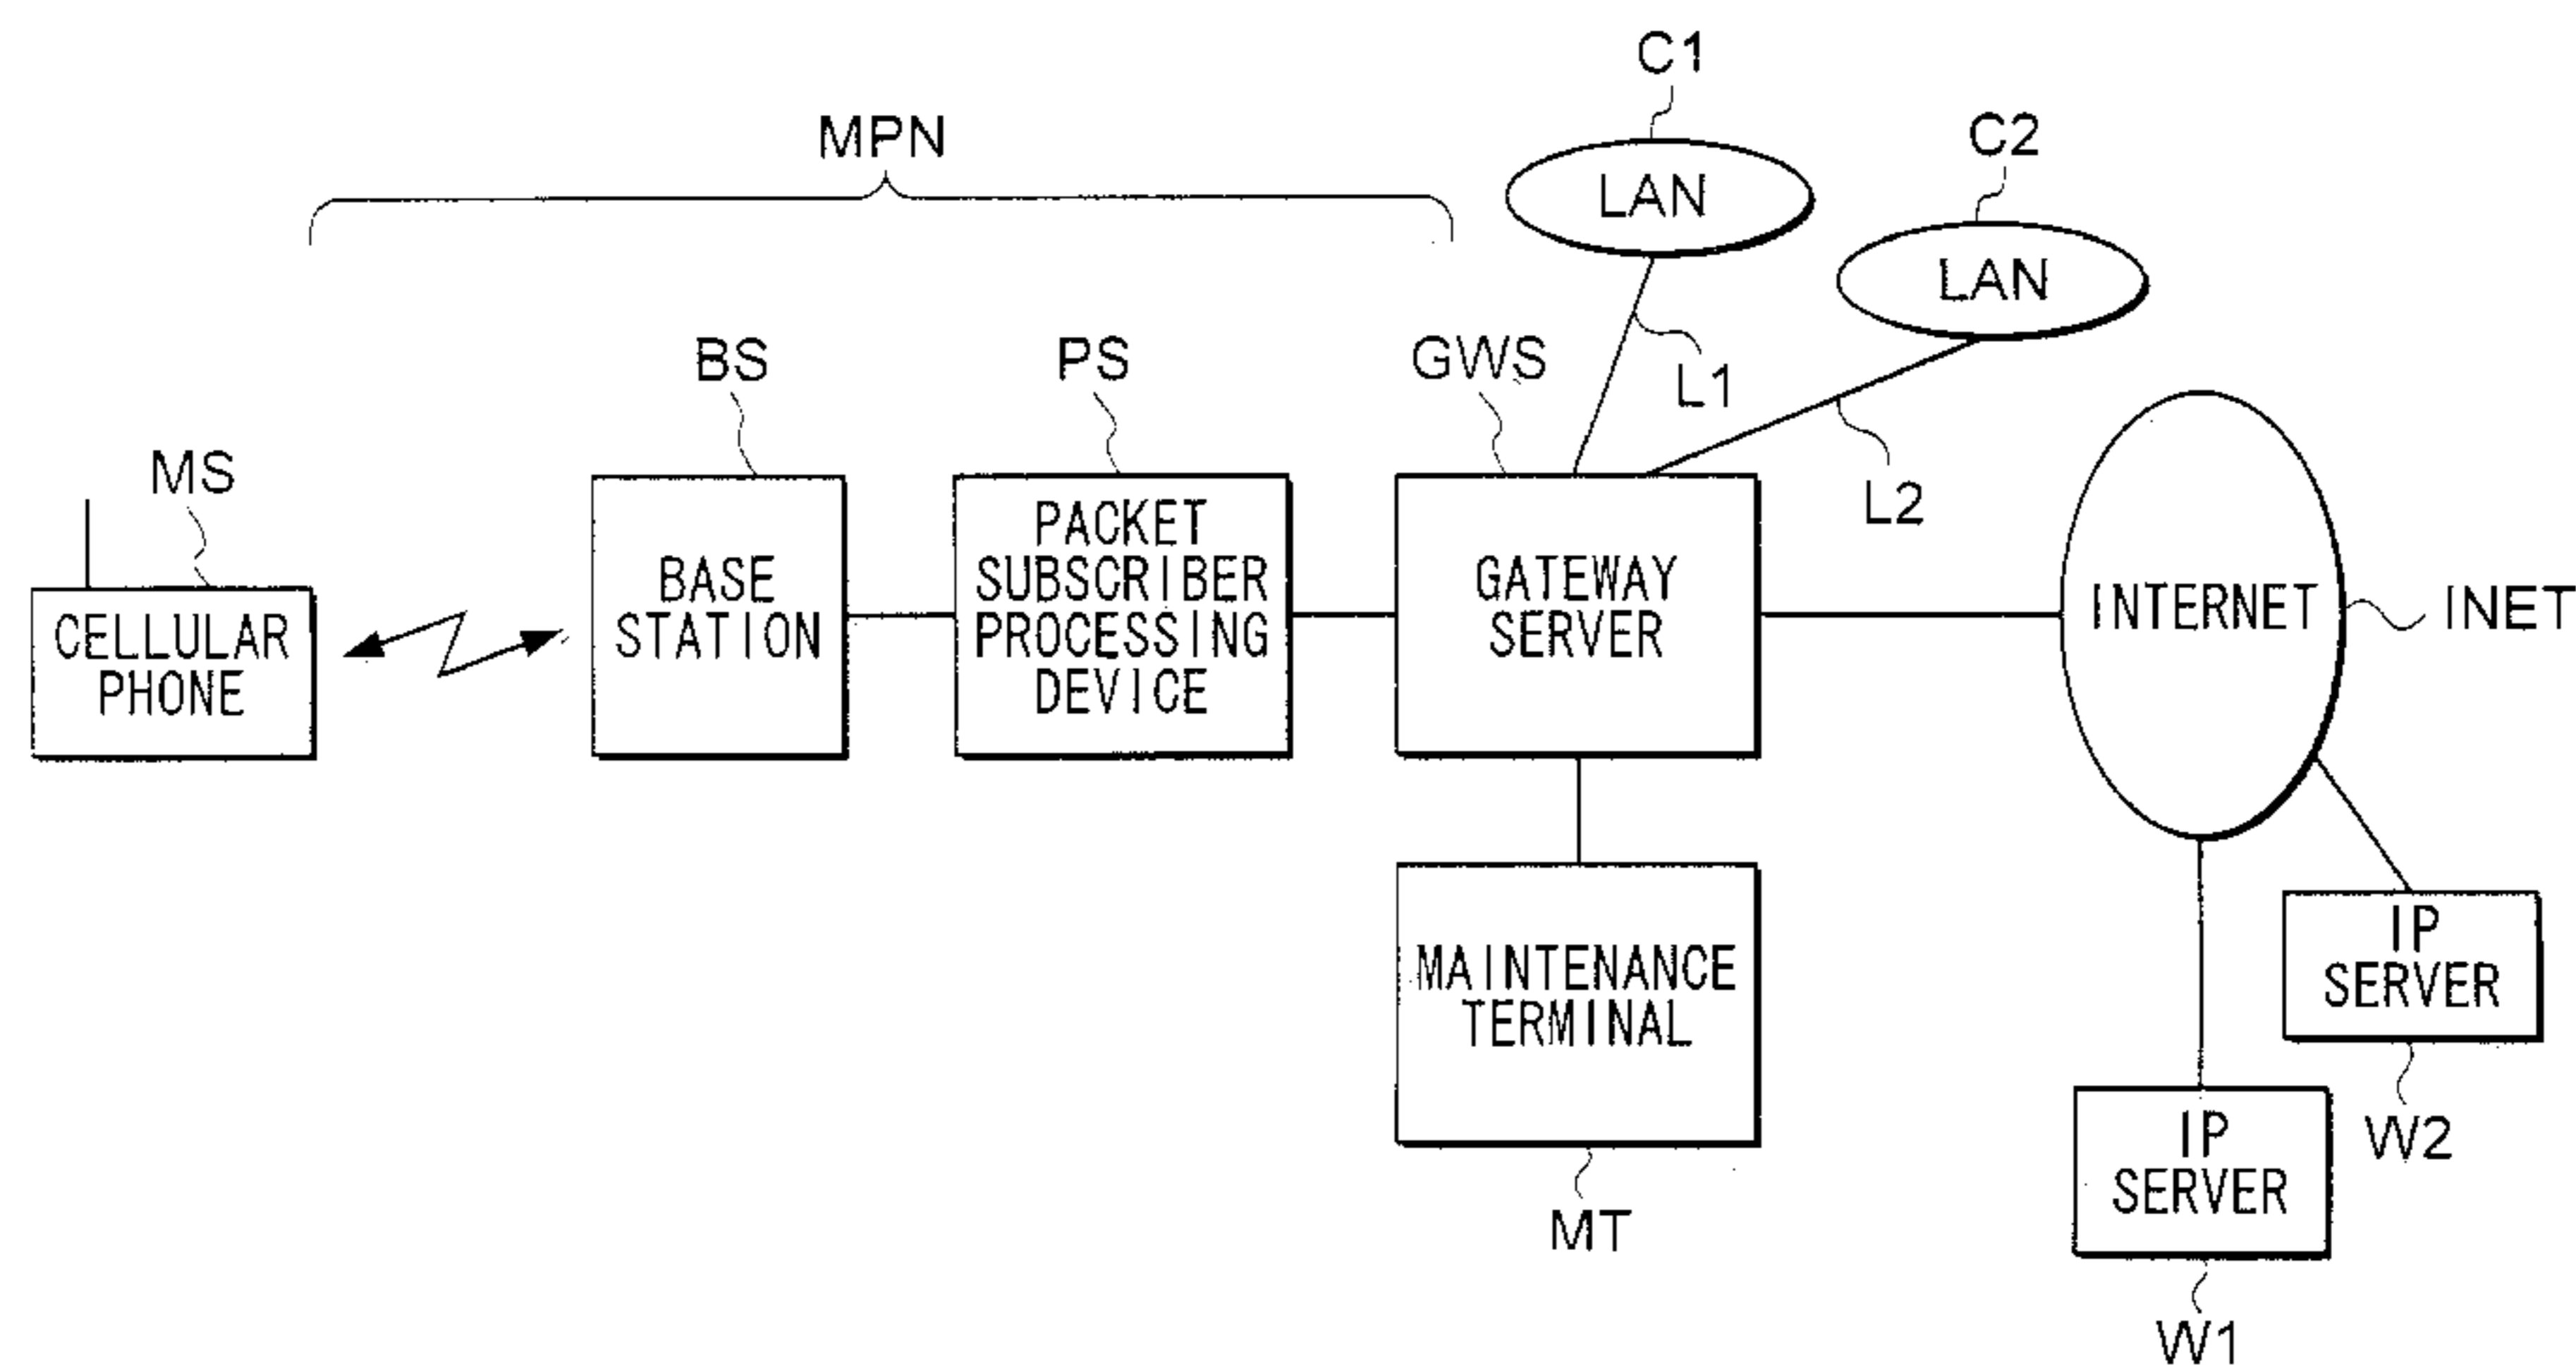 C1
MPN
C2
LAN
LAN
BS
PS
GWS
L1
L2
MS
CELLULAR
PHONE
BASE
STATION
PACKET
SUBSCRIBER
PROCESSING
DEVICE
GATEWAY
SERVER
INTERNET
INET
MAINTENANCE
TERMINAL
MT
IP
SERVER
W2
IP
SERVER
W1